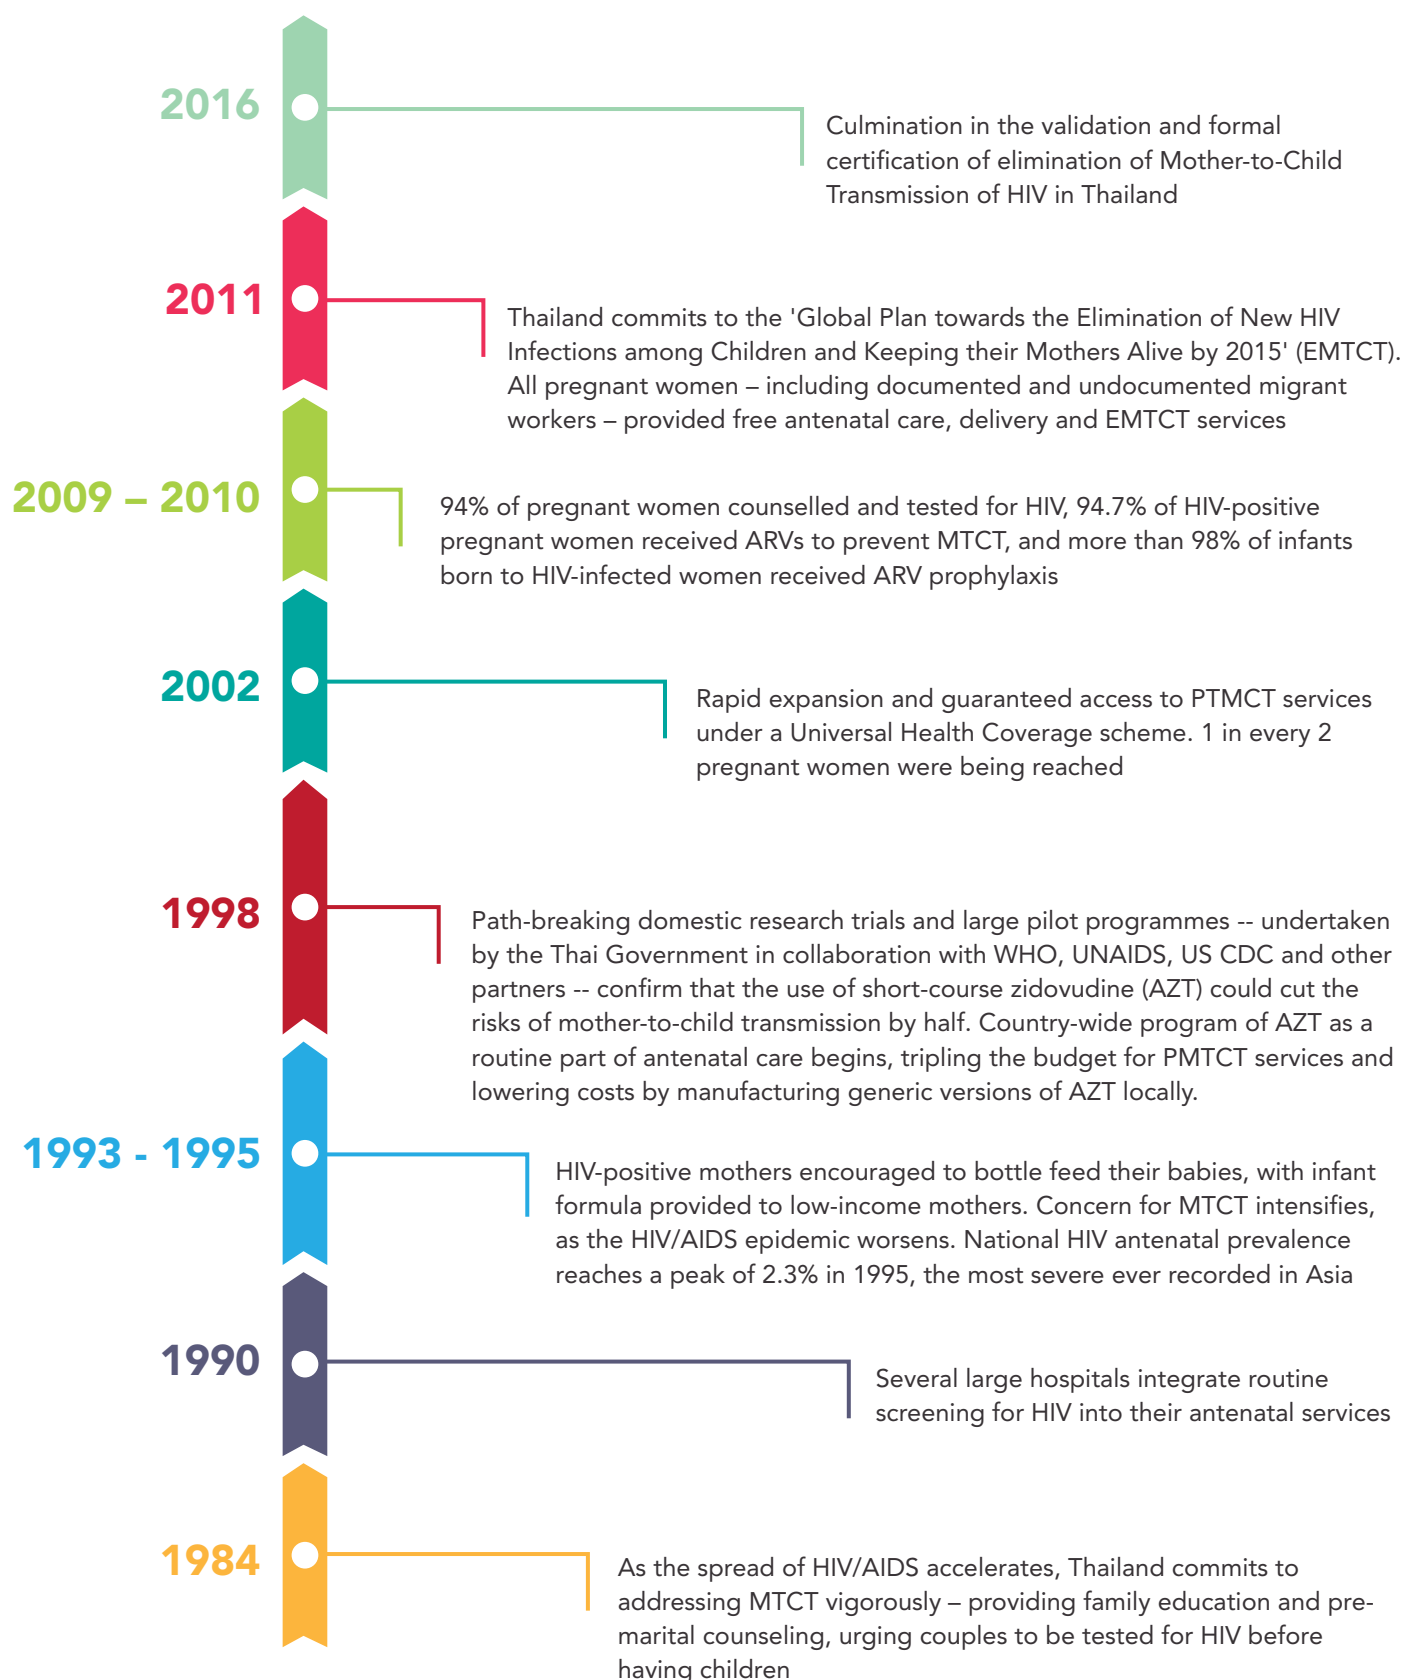 2016
Culmination in the validation and formal
certification of elimination of Mother-to-Child
Transmission of HIV in Thailand
2011
Thailand commits to the 'Global Plan towards the Elimination of New HIV
Infections among Children and Keeping their Mothers Alive by 2015' (EMTCT).
All pregnant women – including documented and undocumented migrant
workers – provided free antenatal care, delivery and EMTCT services
2009 – 2010
94% of pregnant women counselled and tested for HIV, 94.7% of HIV-positive
pregnant women received ARVs to prevent MTCT, and more than 98% of infants
born to HIV-infected women received ARV prophylaxis
2002
Rapid expansion and guaranteed access to PTMCT services
under a Universal Health Coverage scheme. 1 in every 2
pregnant women were being reached
1998
Path-breaking domestic research trials and large pilot programmes -- undertaken
by the Thai Government in collaboration with WHO, UNAIDS, US CDC and other
partners -- confirm that the use of short-course zidovudine (AZT) could cut the
risks of mother-to-child transmission by half. Country-wide program of AZT as a
routine part of antenatal care begins, tripling the budget for PMTCT services and
lowering costs by manufacturing generic versions of AZT locally.
1993 - 1995
HIV-positive mothers encouraged to bottle feed their babies, with infant
formula provided to low-income mothers. Concern for MTCT intensifies,
as the HIV/AIDS epidemic worsens. National HIV antenatal prevalence
reaches a peak of 2.3% in 1995, the most severe ever recorded in Asia
1990
Several large hospitals integrate routine
screening for HIV into their antenatal services
1984
As the spread of HIV/AIDS accelerates, Thailand commits to
addressing MTCT vigorously – providing family education and pre-
marital counseling, urging couples to be tested for HIV before
having children